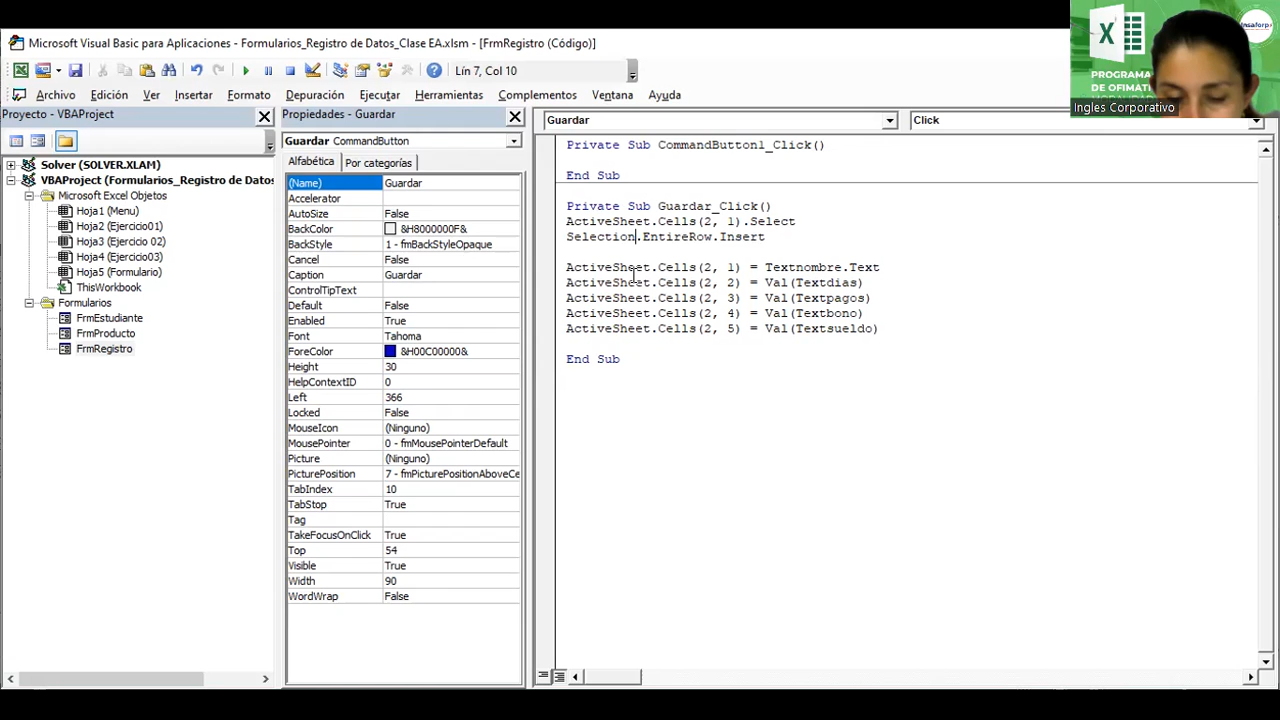 Microsoft Visual Basic para Aplicaciones - Formularios_Registro de Datos_Clase EA.xlsm - [FrmRegistro (Código)]
Lín 7, Col 10
Archivo Edición Ver Insertar Formato Depuración Ejecutar Herramientas Complementos Ventana Ayuda
PROGRAMA
DE OFIMATI
Ingles Corporativo
Insaforp
Proyecto - VBAProject
Solver (SOLVER.XLAM)
VBAProject (Formularios_Registro de Datos
Microsoft Excel Objetos
Hoja1 (Menu)
Hoja2 (Ejercicio01)
Hoja3 (Ejercicio 02)
Hoja4 (Ejercicio03)
Hoja5 (Formulario)
ThisWorkbook
Formularios
FrmEstudiante
FrmProducto
FrmRegistro
Propiedades - Guardar
Guardar CommandButton
Alfabética Por categorías
(Name) Guardar
Accelerator
AutoSize False
BackColor &H8000000F&
BackStyle 1 - fmBackStyleOpaque
Cancel False
Caption Guardar
ControlTipText
Default False
Enabled True
Font Tahoma
ForeColor &H00C00000&
Height 30
HelpContextID 0
Left 366
Locked False
MouseIcon (Ninguno)
MousePointer 0 - fmMousePointerDefault
Picture (Ninguno)
PicturePosition 7 - fmPicturePositionAboveCe
TabIndex 10
TabStop True
Tag
TakeFocusOnClick True
Top 54
Visible True
Width 90
WordWrap False
Guardar Click
Private Sub CommandButton1_Click()
End Sub
Private Sub Guardar_Click()
ActiveSheet.Cells(2, 1).Select
Selection.EntireRow.Insert
ActiveSheet.Cells(2, 1) = Textnombre.Text
ActiveSheet.Cells(2, 2) = Val(Textdias)
ActiveSheet.Cells(2, 3) = Val(Textpagos)
ActiveSheet.Cells(2, 4) = Val(Textbono)
ActiveSheet.Cells(2, 5) = Val(Textsueldo)
End Sub